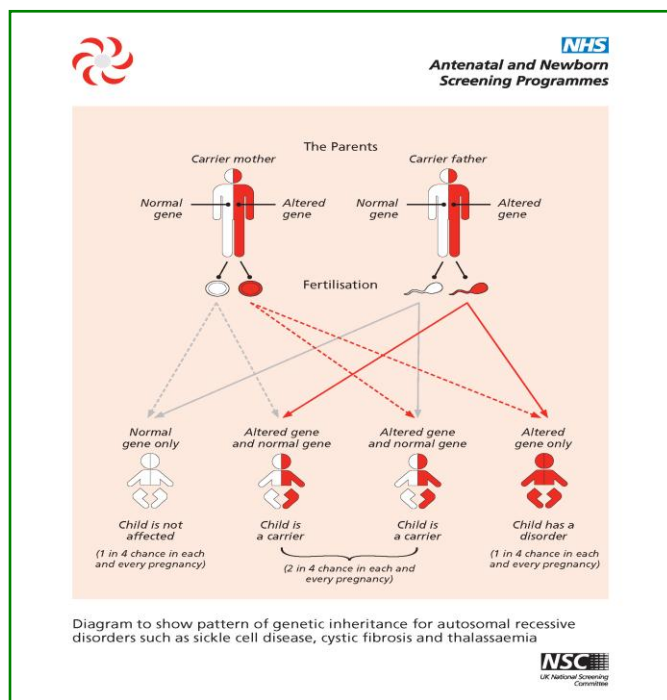 NHS
Antenatal and Newborn
Screening Programmes
The Parents
Carrier mother
Carrier father
Normal
gene
Altered
gene
Normal
gene
Altered
gene
Fertilisation
Normal
gene only
Altered gene
and normal gene
Altered gene
and normal gene
Altered
gene only
Child is not
affected
Child is
a carrier
Child is
a carrier
Child has a
disorder
(1 in 4 chance in each
and every pregnancy)
(2 in 4 chance in each and
every pregnancy)
(1 in 4 chance in each
and every pregnancy)
Diagram to show pattern of genetic inheritance for autosomal recessive
disorders such as sickle cell disease, cystic fibrosis and thalassaemia
NSC
UK National Screening
Committee